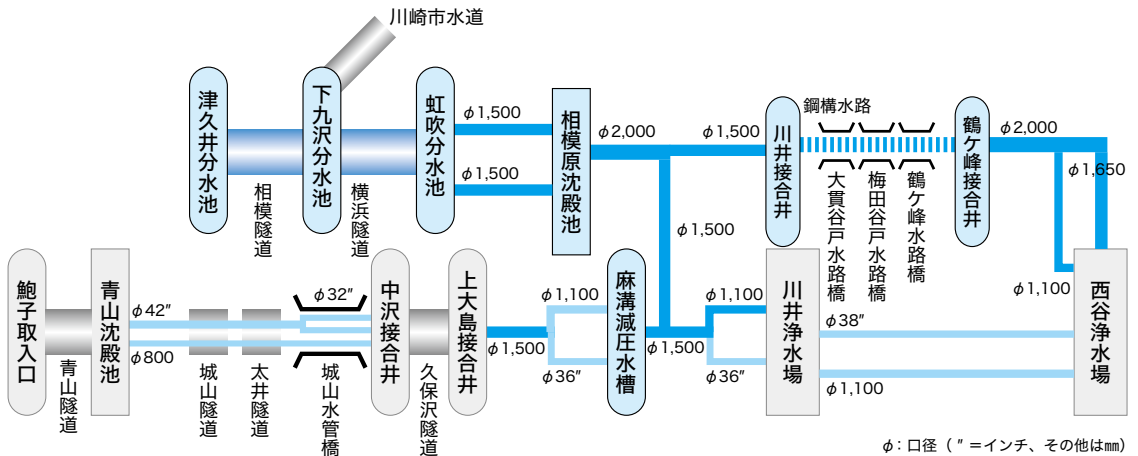 川崎市水道
津久井分水池
相模隧道
下九沢分水池
横浜隧道
虹吹分水池
φ1,500
φ1,500
相模原沈殿池
φ2,000
φ1,500
φ1,500
川井接合井
鋼構水路
大貫谷戸水路橋
梅田谷戸水路橋
鶴ケ峰水路橋
鶴ケ峰接合井
φ2,000
φ1,650
φ1,100
鮑子取入口
青山隧道
青山沈殿池
φ42″
φ800
城山隧道
太井隧道
φ32″
城山水管橋
中沢接合井
久保沢隧道
上大島接合井
φ1,500
φ1,100
φ36″
麻溝減圧水槽
φ1,500
φ1,100
φ36″
川井浄水場
φ38″
φ1,100
西谷浄水場
φ：口径（ ″ ＝インチ、その他は㎜）